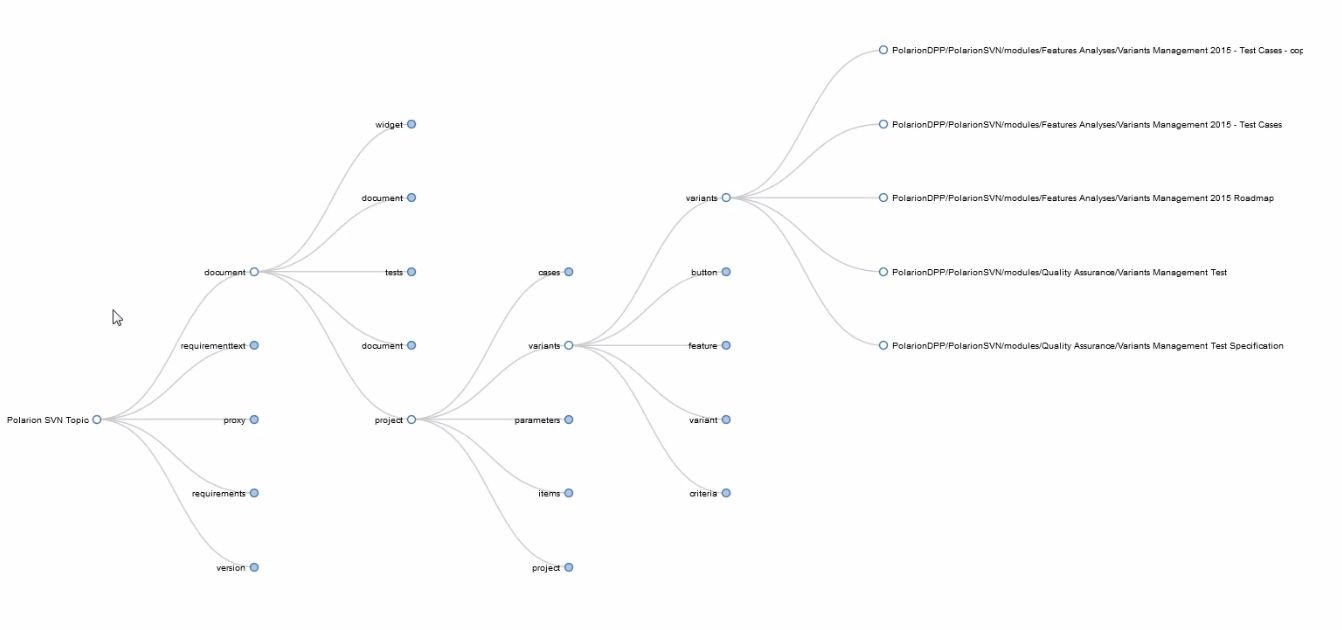 PolarionDPP/PolarionSVN/modules/Features Analyses/Variants Management 2015 - Test Cases - cop
widget
PolarionDPP/PolarionSVN/modules/Features Analyses/Variants Management 2015 - Test Cases
document
variants
PolarionDPP/PolarionSVN/modules/Features Analyses/Variants Management 2015 Roadmap
document
tests
cases
button
PolarionDPP/PolarionSVN/modules/Quality Assurance/Variants Management Test
requirementtext
document
variants
feature
PolarionDPP/PolarionSVN/modules/Quality Assurance/Variants Management Test Specification
Polarion SVN Topic
proxy
project
parameters
variant
requirements
items
criteria
version
project